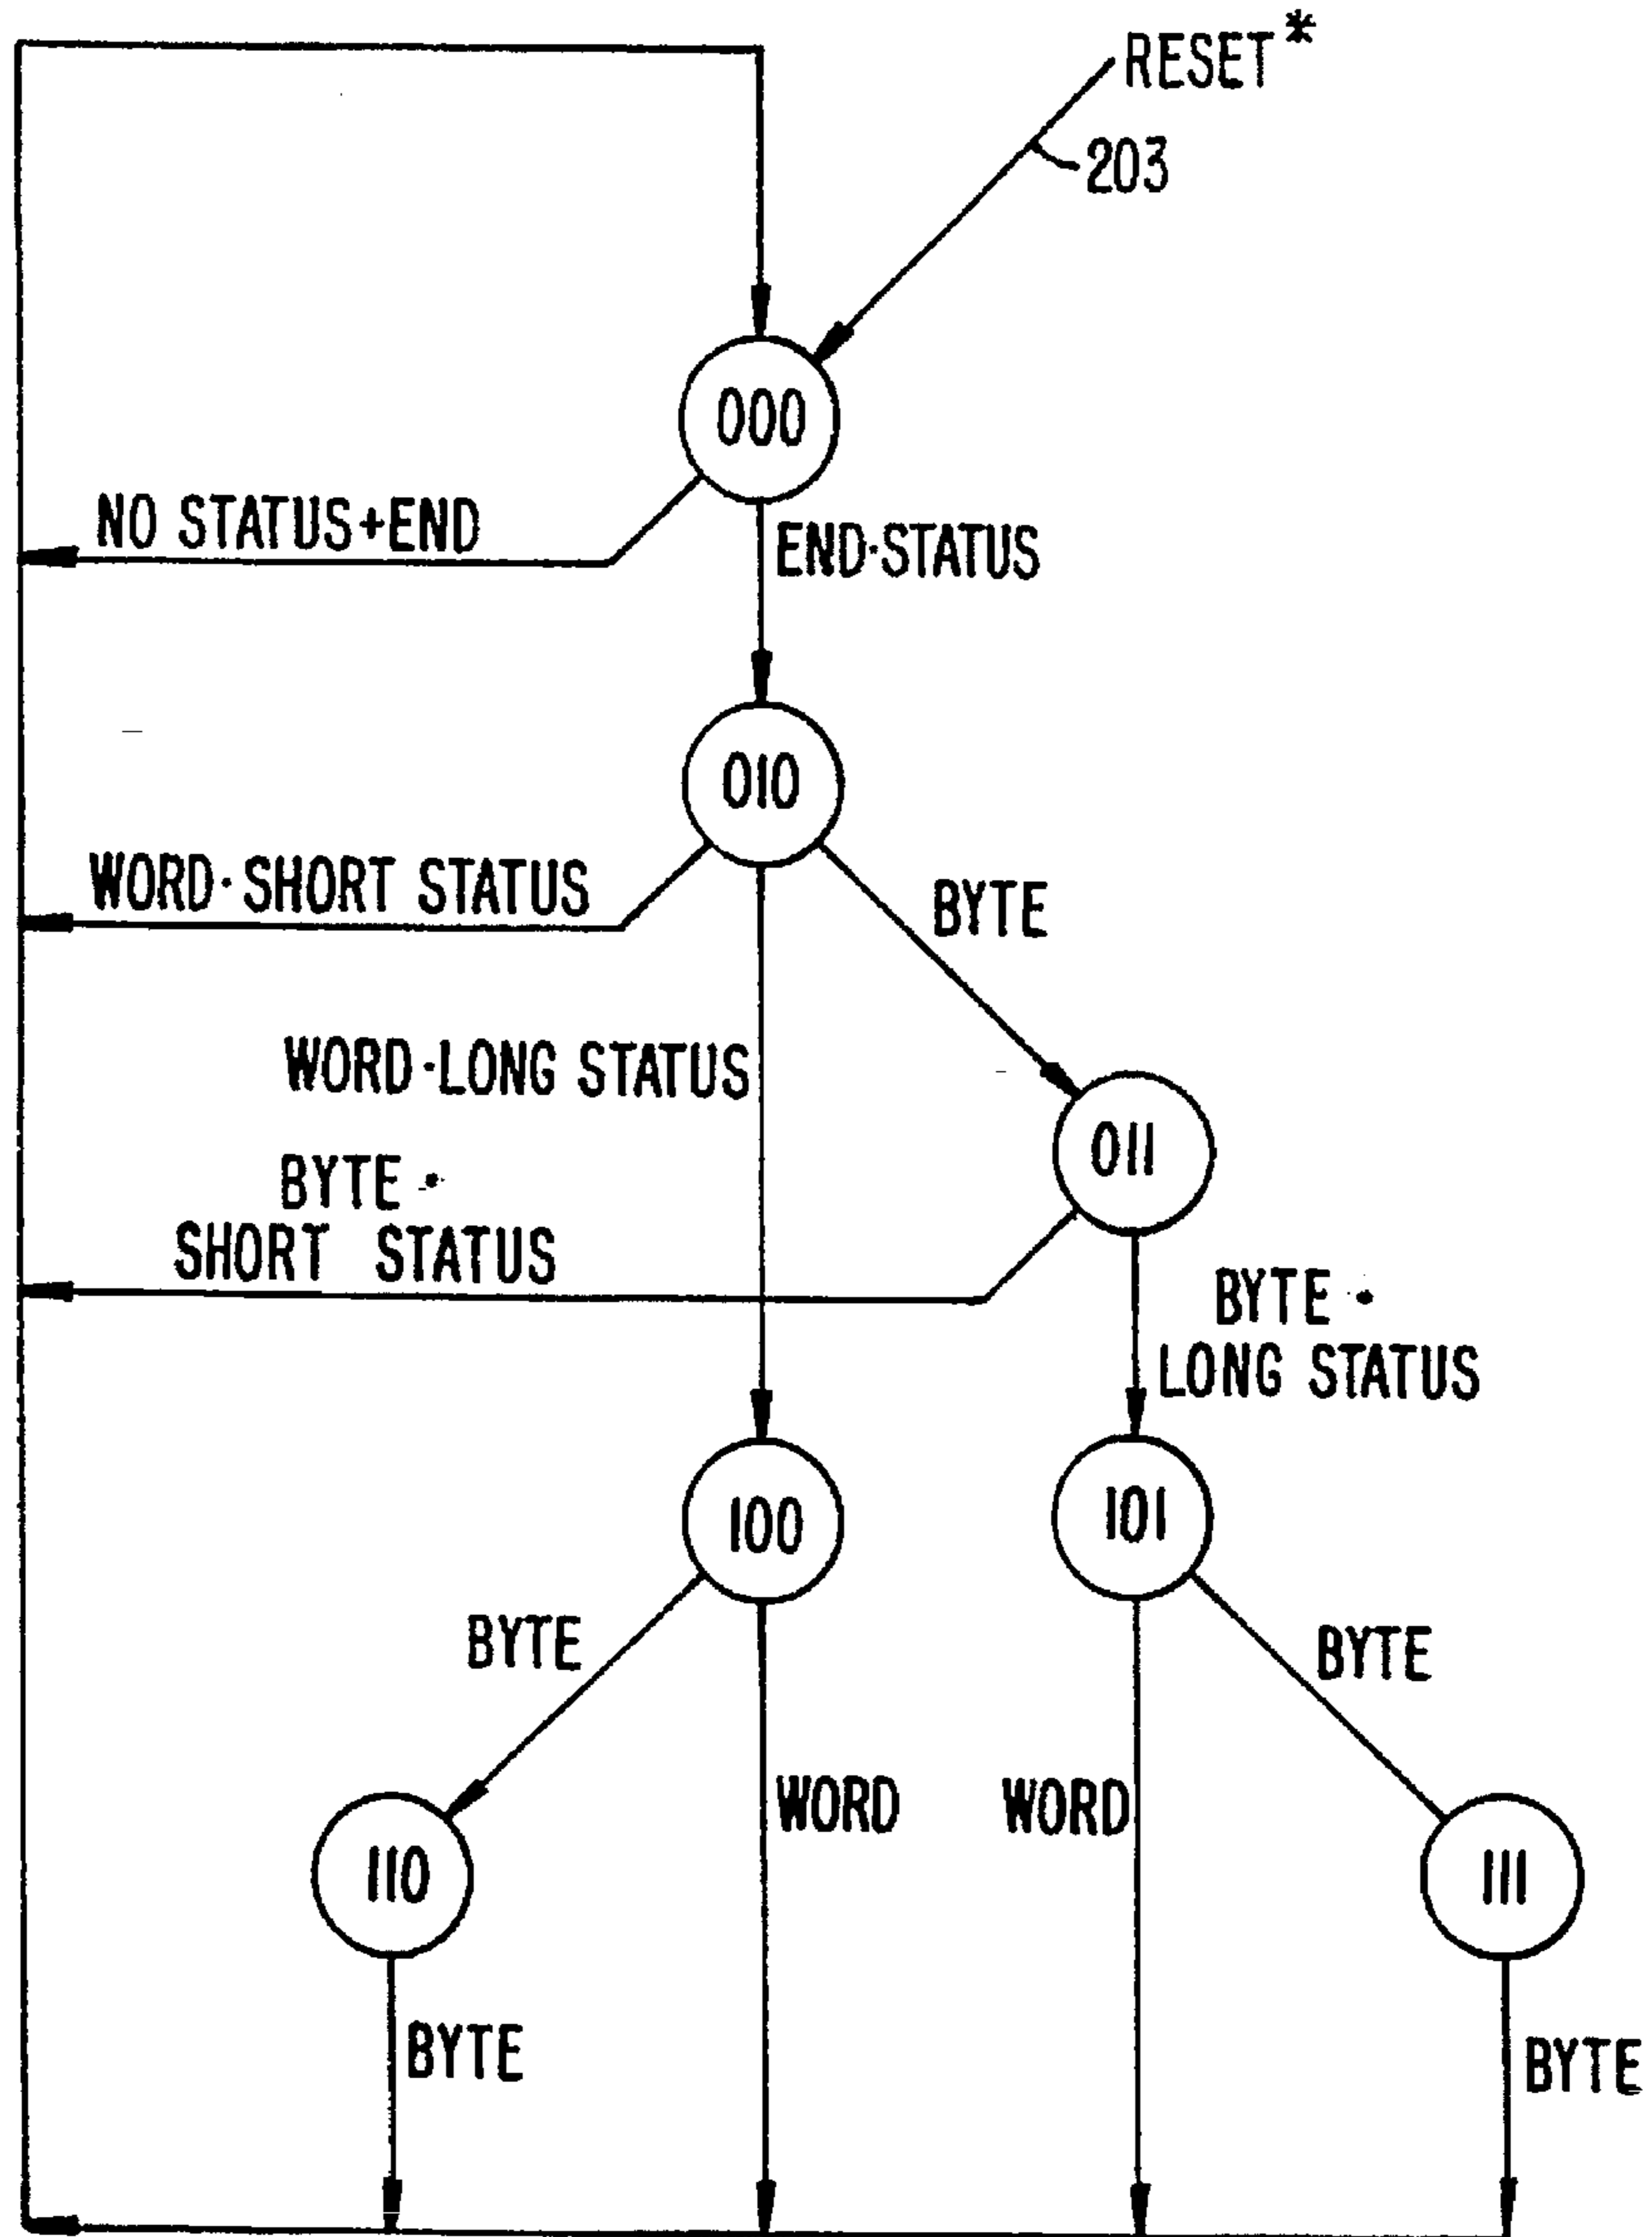 RESET*
203
000
NO STATUS+END
END·STATUS
010
WORD·SHORT STATUS
BYTE
WORD·LONG STATUS
011
BYTE ·
SHORT STATUS
BYTE ·
LONG STATUS
100
101
BYTE
BYTE
WORD
WORD
110
111
BYTE
BYTE